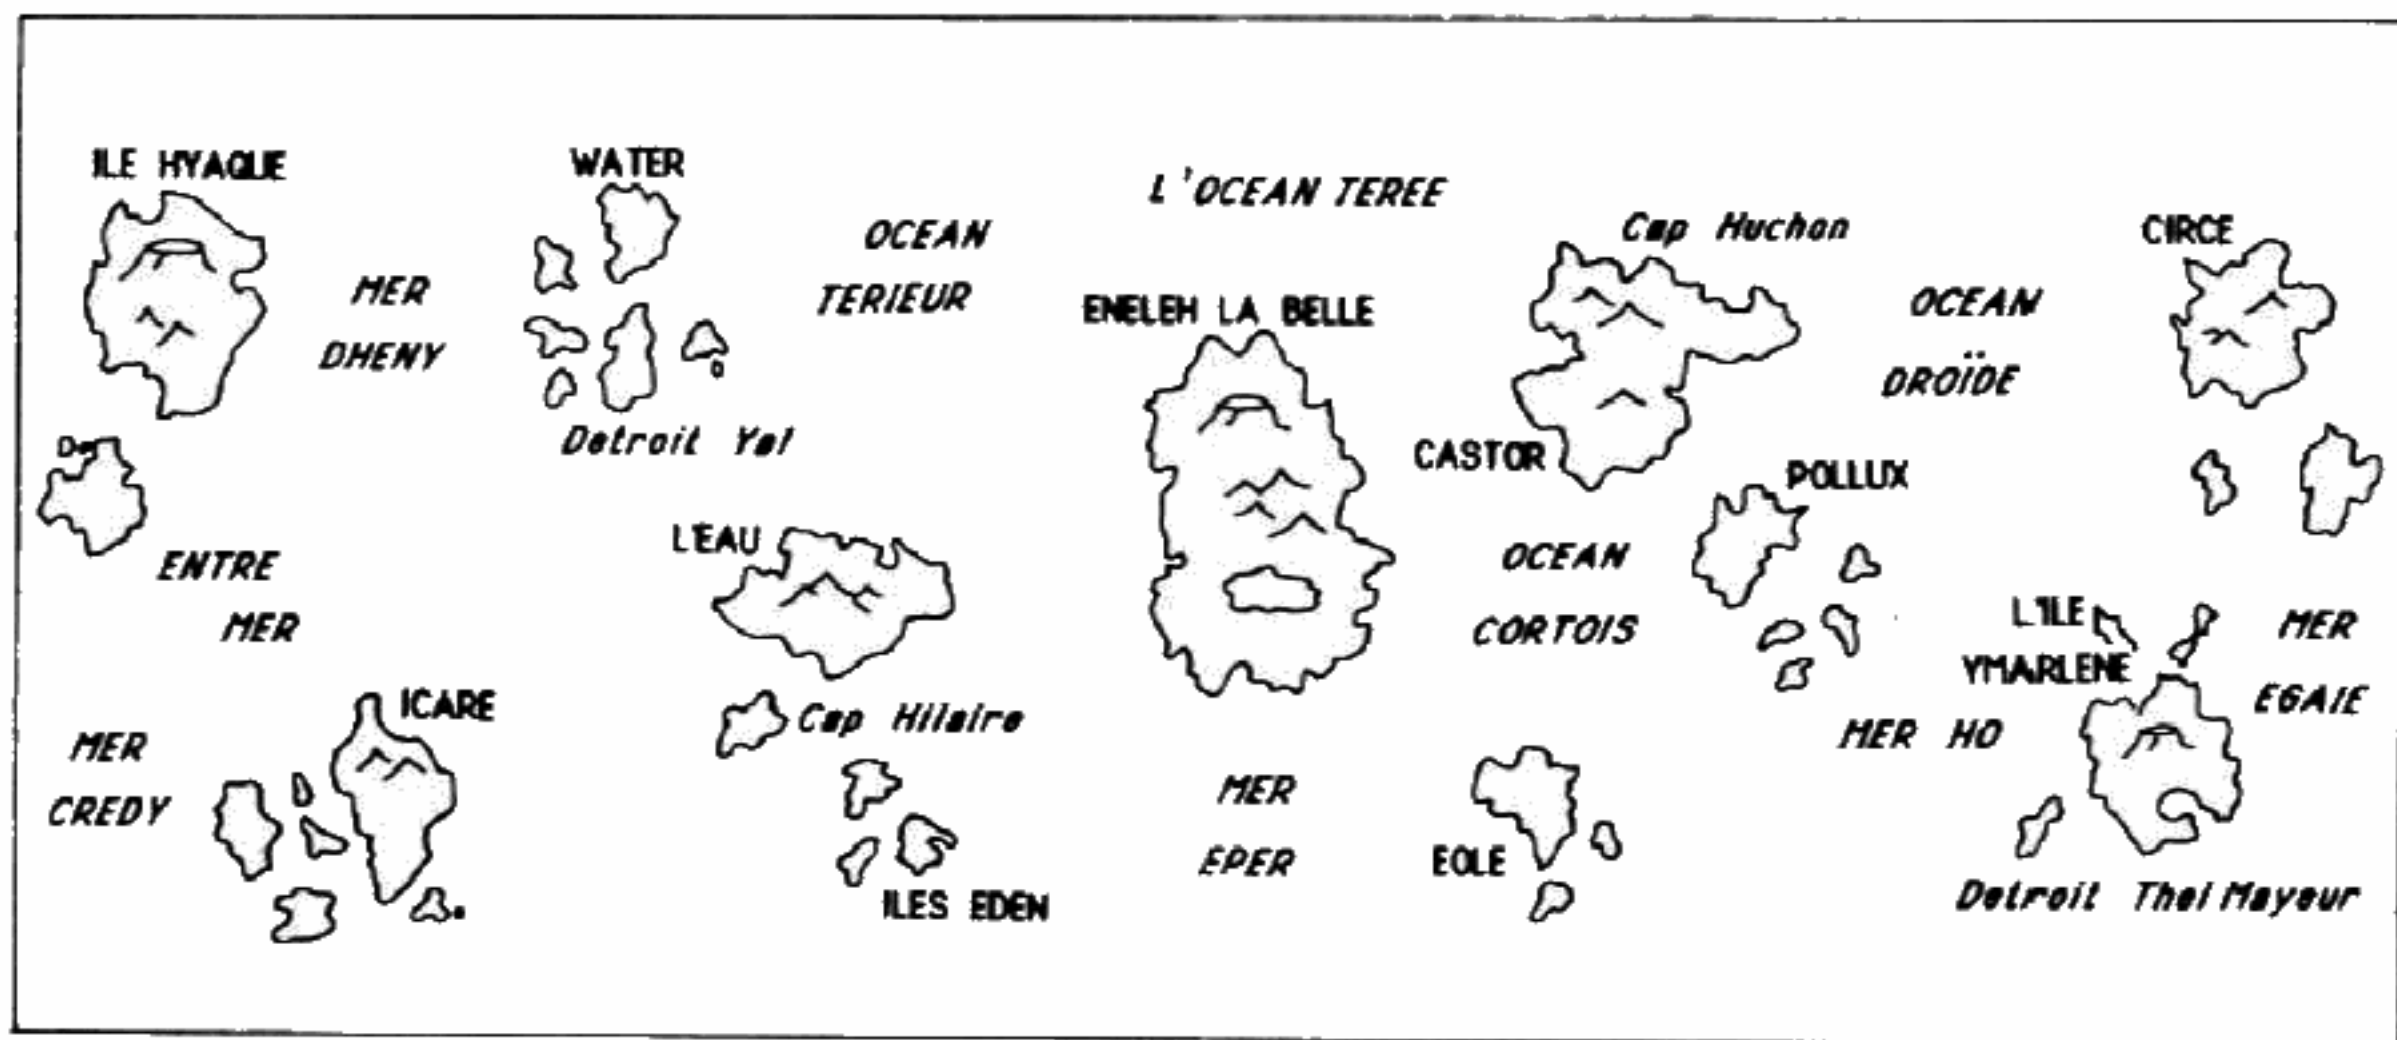 ILE HYAQUE
WATER
L'OCEAN TEREE
OCEAN
TERIEUR
Cap Huchon
CIRCE
MER
DHENY
ENELEH LA BELLE
OCEAN
DROÏDE
Detroit Yal
CASTOR
POLLUX
L'EAU
ENTRE
MER
OCEAN
CORTOIS
L'ILE
YMARLENE
MER
EGAIE
ICARE
Cap Hilaire
MER HO
MER
CREDY
MER
EPER
EOLE
ILES EDEN
Detroit Thel Mayeur